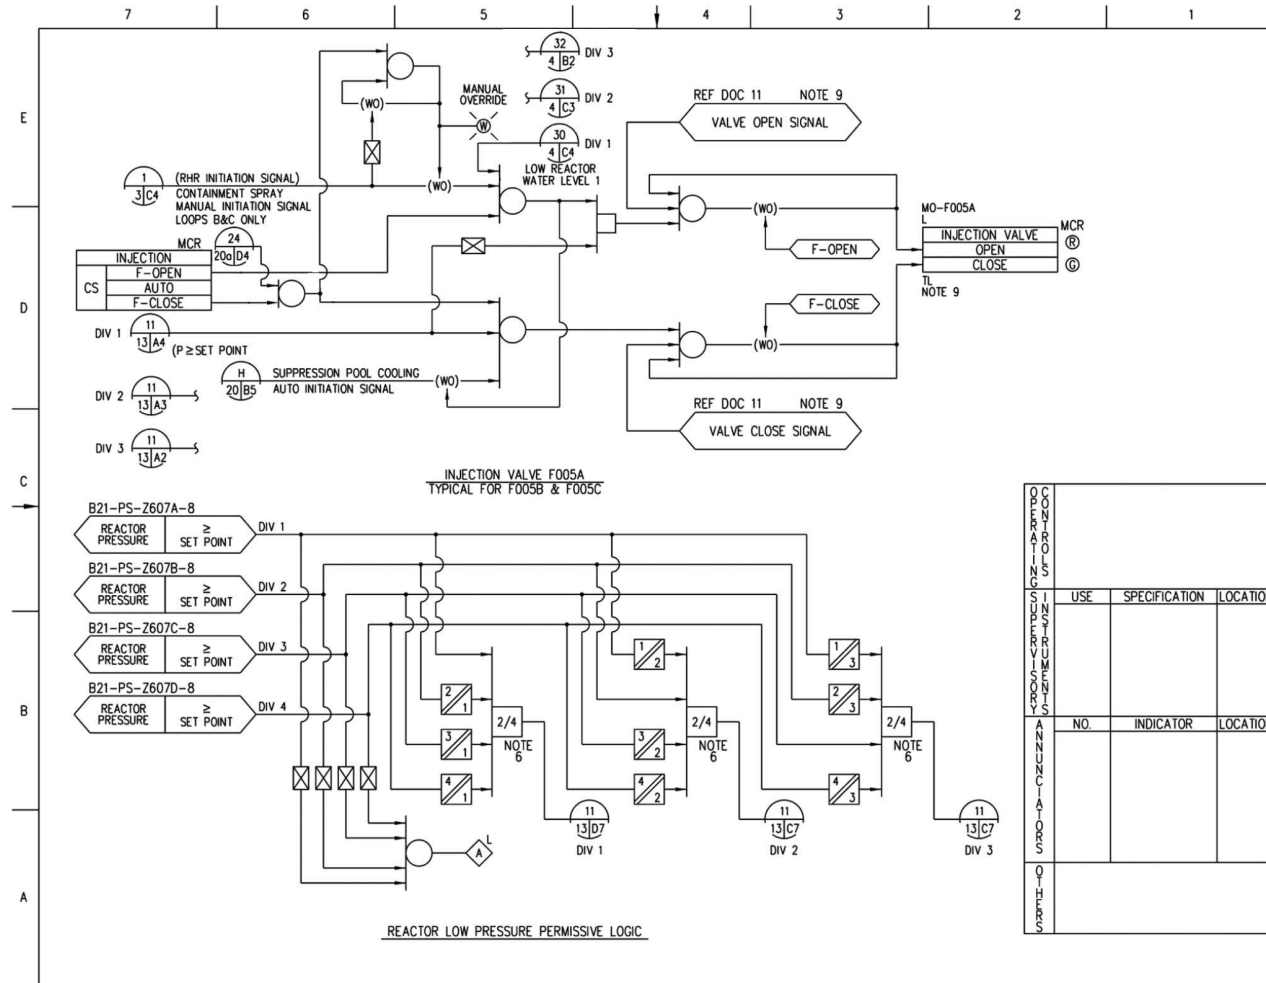 7 6 5 4 3 2 1
E
D
C
B
A
32
4 B2
DIV 3
31
4 C3
DIV 2
30
4 C4
DIV 1
LOW REACTOR
WATER LEVEL 1
MANUAL
OVERRIDE
W
(WO)
(WO)
1
3 C4
(RHR INITIATION SIGNAL)
CONTAINMENT SPRAY
MANUAL INITIATION SIGNAL
LOOPS B&C ONLY
REF DOC 11 NOTE 9
VALVE OPEN SIGNAL
(WO)
F-OPEN
MO-F005A
L
INJECTION VALVE
OPEN
CLOSE
MCR
R
G
TL
NOTE 9
MCR
24
20a D4
INJECTION
CS
F-OPEN
AUTO
F-CLOSE
F-CLOSE
(WO)
DIV 1
11
13 A4
(P ≥ SET POINT
H
20 B5
SUPPRESSION POOL COOLING
AUTO INITIATION SIGNAL
(WO)
DIV 2
11
13 A3
DIV 3
11
13 A2
REF DOC 11 NOTE 9
VALVE CLOSE SIGNAL
INJECTION VALVE F005A
TYPICAL FOR F005B & F005C
B21-PS-Z607A-8
REACTOR
PRESSURE
≥
SET POINT
DIV 1
B21-PS-Z607B-8
REACTOR
PRESSURE
≥
SET POINT
DIV 2
B21-PS-Z607C-8
REACTOR
PRESSURE
≥
SET POINT
DIV 3
B21-PS-Z607D-8
REACTOR
PRESSURE
≥
SET POINT
DIV 4
2 1
3 1
4 1
2/4
NOTE
6
11
13 D7
DIV 1
1 2
3 2
4 2
2/4
NOTE
6
11
13 C7
DIV 2
1 3
2 3
4 3
2/4
NOTE
6
11
13 C7
DIV 3
L
A
REACTOR LOW PRESSURE PERMISSIVE LOGIC
OPERATING
CONTROLS
SUPERVISORY
INSTRUMENTS
USE SPECIFICATION LOCATIO
ANNUNCIATORS
NO. INDICATOR LOCATIO
OTHERS